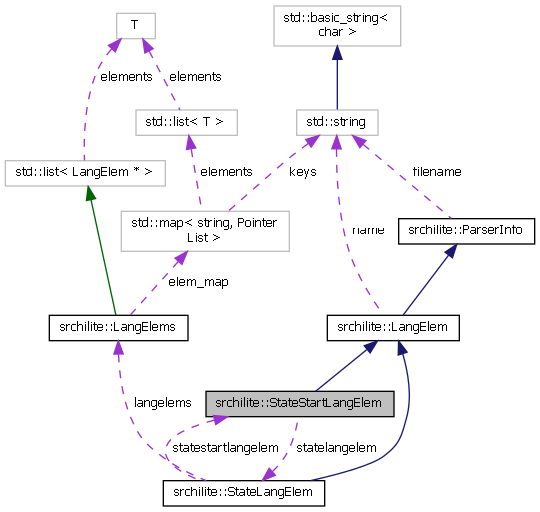 T
std::basic_string<
char >
elements
elements
std::list< T >
std::string
std::list< LangElem * >
elements
keys
filename
std::map< string, Pointer
List >
name
srchilite::ParserInfo
elem_map
srchilite::LangElems
srchilite::LangElem
langelems
srchilite::StateStartLangElem
statestartlangelem
statelangelem
srchilite::StateLangElem